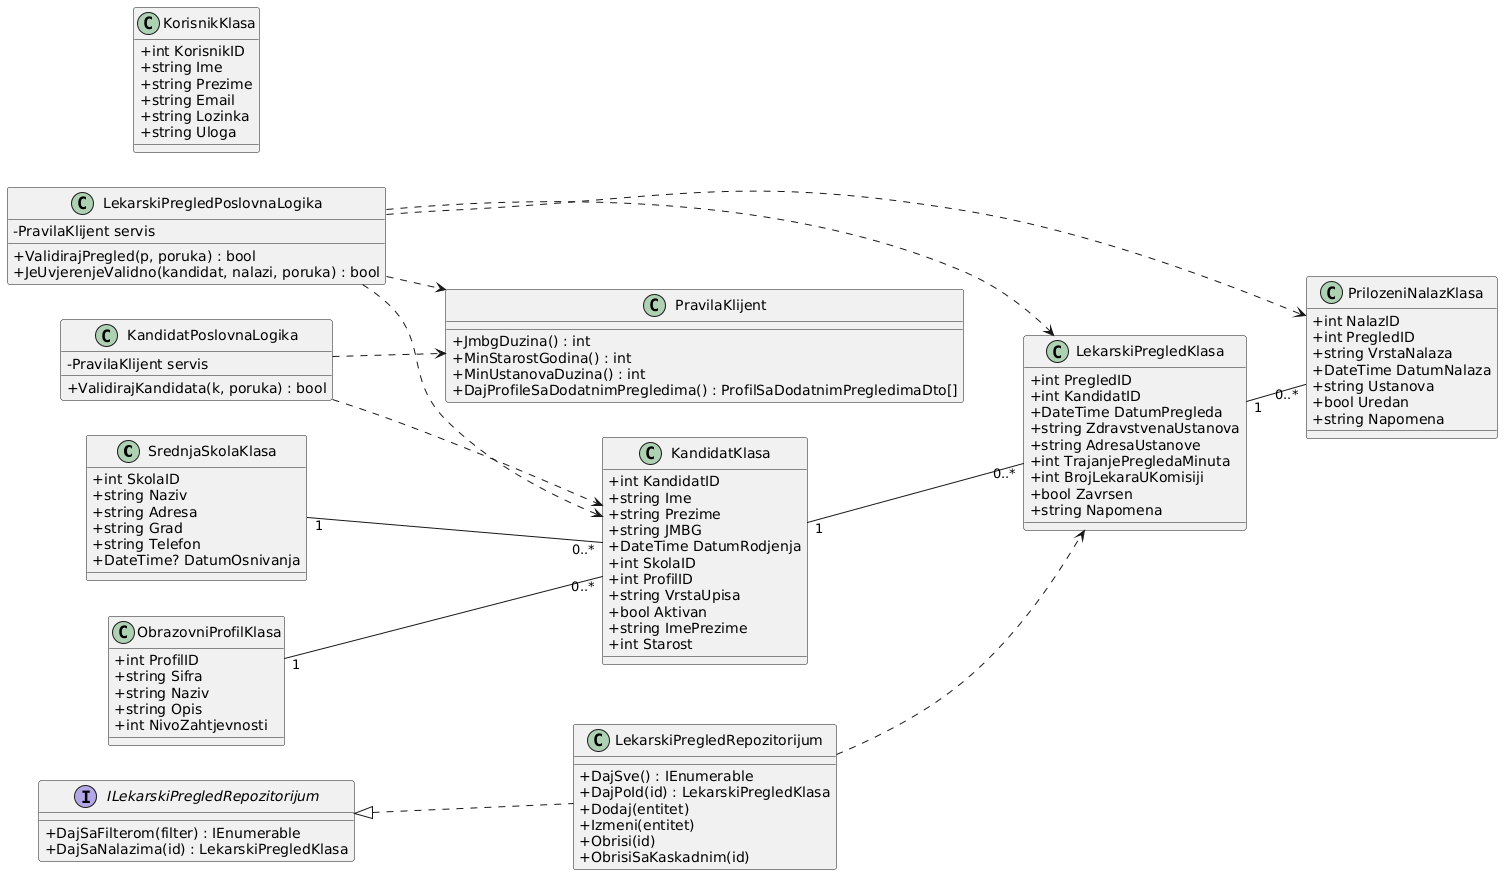 C KorisnikKlasa
+int KorisnikID
+string Ime
+string Prezime
+string Email
+string Lozinka
+string Uloga
C LekarskiPregledPoslovnaLogika
-PravilaKlijent servis
+ValidirajPregled(p, poruka) : bool
+JeUvjerenjeValidno(kandidat, nalazi, poruka) : bool
C KandidatPoslovnaLogika
-PravilaKlijent servis
+ValidirajKandidata(k, poruka) : bool
C SrednjaSkolaKlasa
+int SkolaID
+string Naziv
+string Adresa
+string Grad
+string Telefon
+DateTime? DatumOsnivanja
1
0..*
C ObrazovniProfilKlasa
+int ProfilID
+string Sifra
+string Naziv
+string Opis
+int NivoZahtjevnosti
1
0..*
I ILekarskiPregledRepozitorijum
+DajSaFilterom(filter) : IEnumerable
+DajSaNalazima(id) : LekarskiPregledKlasa
C PravilaKlijent
+JmbgDuzina() : int
+MinStarostGodina() : int
+MinUstanovaDuzina() : int
+DajProfileSaDodatnimPregledima() : ProfilSaDodatnimPregledimaDto[]
C KandidatKlasa
+int KandidatID
+string Ime
+string Prezime
+string JMBG
+DateTime DatumRodjenja
+int SkolaID
+int ProfilID
+string VrstaUpisa
+bool Aktivan
+string ImePrezime
+int Starost
1
0..*
C LekarskiPregledRepozitorijum
+DajSve() : IEnumerable
+DajPoId(id) : LekarskiPregledKlasa
+Dodaj(entitet)
+Izmeni(entitet)
+Obrisi(id)
+ObrisiSaKaskadnim(id)
C LekarskiPregledKlasa
+int PregledID
+int KandidatID
+DateTime DatumPregleda
+string ZdravstvenaUstanova
+string AdresaUstanove
+int TrajanjePregledaMinuta
+int BrojLekaraUKomisiji
+bool Zavrsen
+string Napomena
1
0..*
C PrilozeniNalazKlasa
+int NalazID
+int PregledID
+string VrstaNalaza
+DateTime DatumNalaza
+string Ustanova
+bool Uredan
+string Napomena